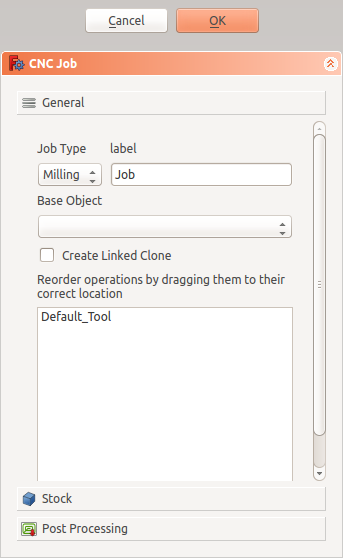 Cancel OK
CNC Job
General
Job Type label
Milling Job
Base Object
Create Linked Clone
Reorder operations by dragging them to their
correct location
Default_Tool
Stock
Post Processing